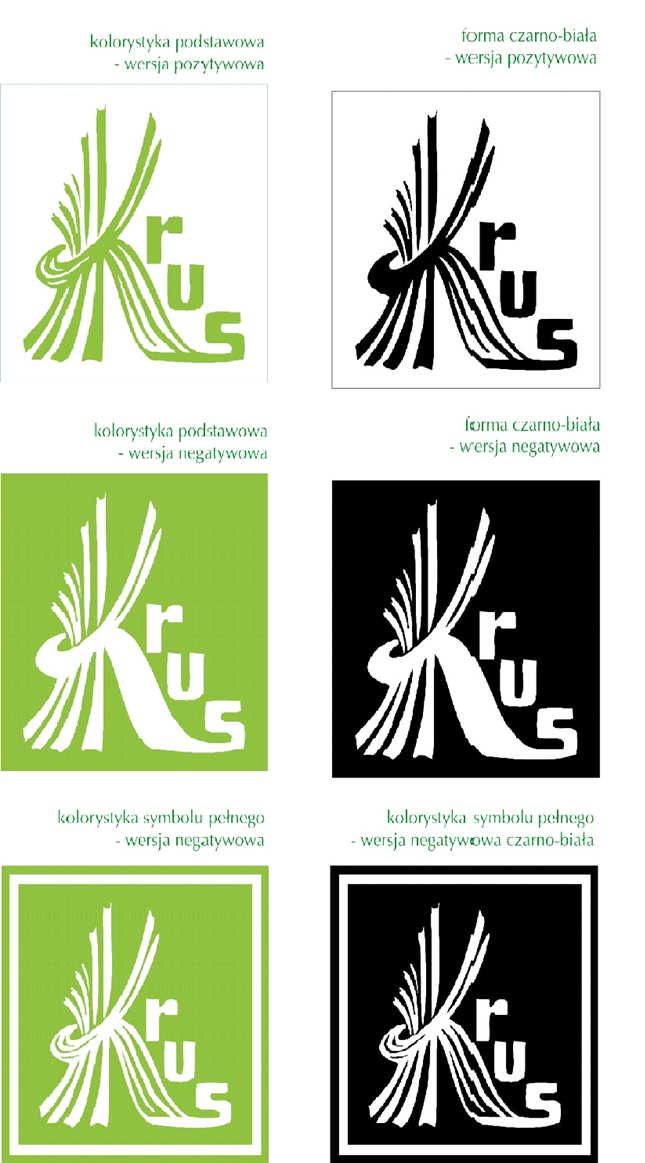 kolorystyka podstawowa
- wersja pozytywowa
Krus
forma czarno-biała
- wersja pozytywowa
Krus
kolorystyka podstawowa
- wersja negatywowa
Krus
forma czarno-biała
- wersja negatywowa
Krus
kolorystyka symbolu pełnego
- wersja negatywowa
Krus
kolorystyka symbolu pełnego
- wersja negatywowa czarno-biała
Krus